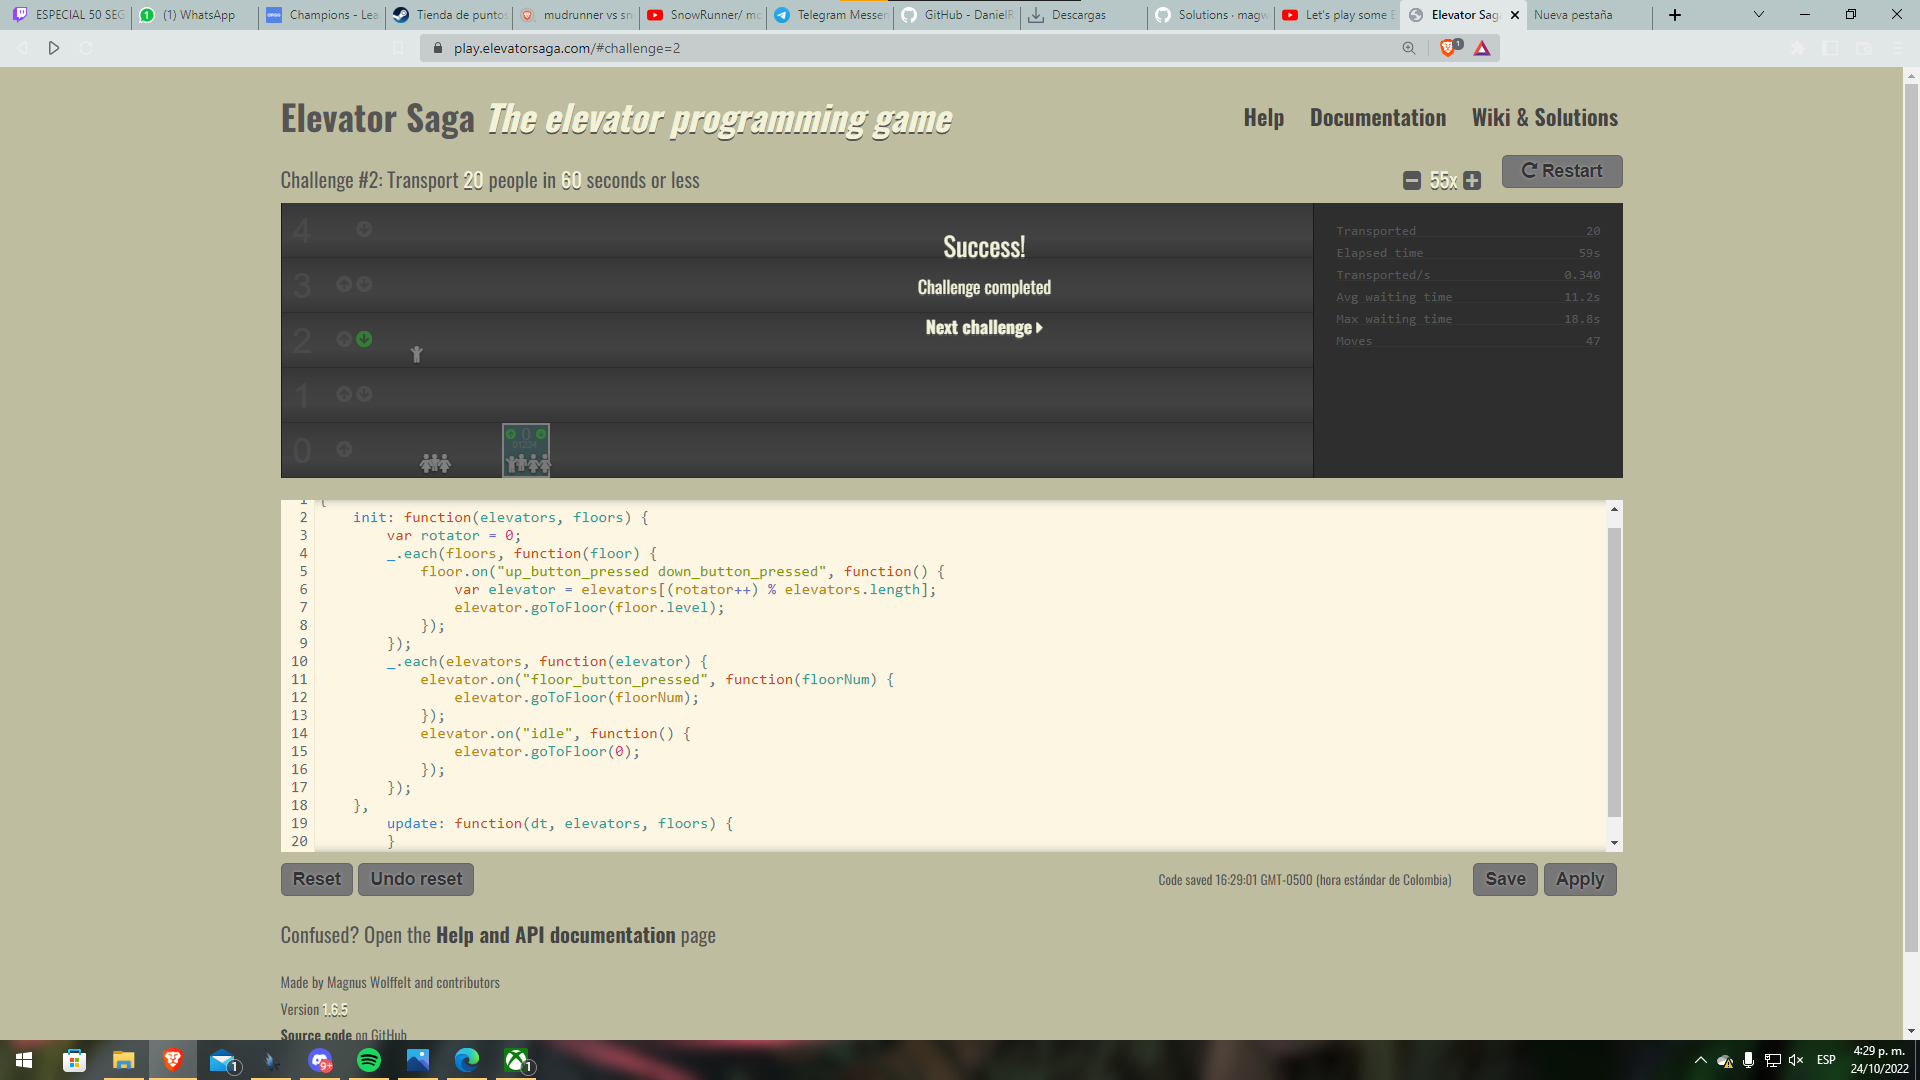 ESPECIAL 50 SEG
(1) WhatsApp
Champions - Lea
Tienda de puntos
mudrunner vs sn
SnowRunner/ mo
Telegram Messer
GitHub - DanielR
Descargas
Solutions · magw
Let's play some E
Elevator Saga
Nueva pestaña
play.elevatorsaga.com/#challenge=2
1
Elevator Saga The elevator programming game
Help Documentation Wiki & Solutions
Challenge #2: Transport 20 people in 60 seconds or less
55x
Restart
4
3
2
1
0
0
01234
Success!
Challenge completed
Next challenge
Transported 20
Elapsed time 59s
Transported/s 0.340
Avg waiting time 11.2s
Max waiting time 18.8s
Moves 47
1 {
2 init: function(elevators, floors) {
3 var rotator = 0;
4 _.each(floors, function(floor) {
5 floor.on("up_button_pressed down_button_pressed", function() {
6 var elevator = elevators[(rotator++) % elevators.length];
7 elevator.goToFloor(floor.level);
8 });
9 });
10 _.each(elevators, function(elevator) {
11 elevator.on("floor_button_pressed", function(floorNum) {
12 elevator.goToFloor(floorNum);
13 });
14 elevator.on("idle", function() {
15 elevator.goToFloor(0);
16 });
17 });
18 },
19 update: function(dt, elevators, floors) {
20 }
Reset Undo reset
Code saved 16:29:01 GMT-0500 (hora estándar de Colombia)
Save Apply
Confused? Open the Help and API documentation page
Made by Magnus Wolffelt and contributors
Version 1.6.5
Source code on GitHub
1
9+
1
ESP
4:29 p. m.
24/10/2022